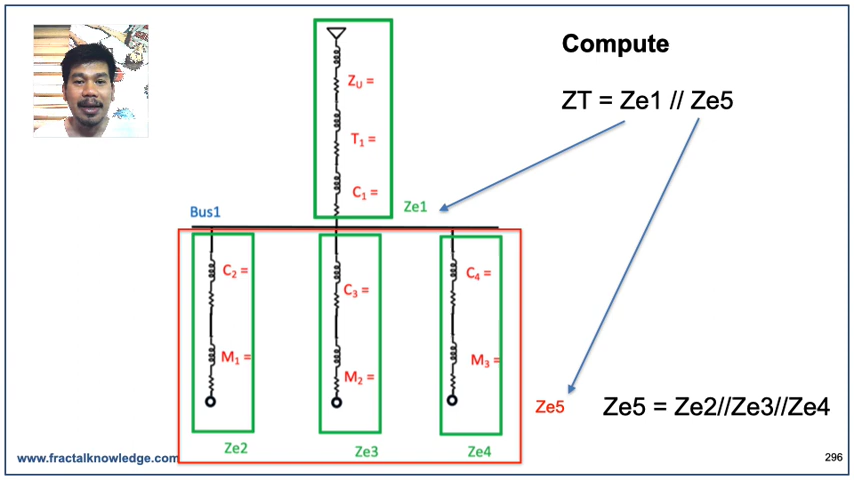 Compute
ZT = Ze1 // Ze5
ZU =
T1 =
C1 =
Ze1
Bus1
C2 =
C3 =
C4 =
M1 =
M2 =
M3 =
Ze5
Ze5 = Ze2//Ze3//Ze4
Ze2
Ze3
Ze4
www.fractalknowledge.com
296